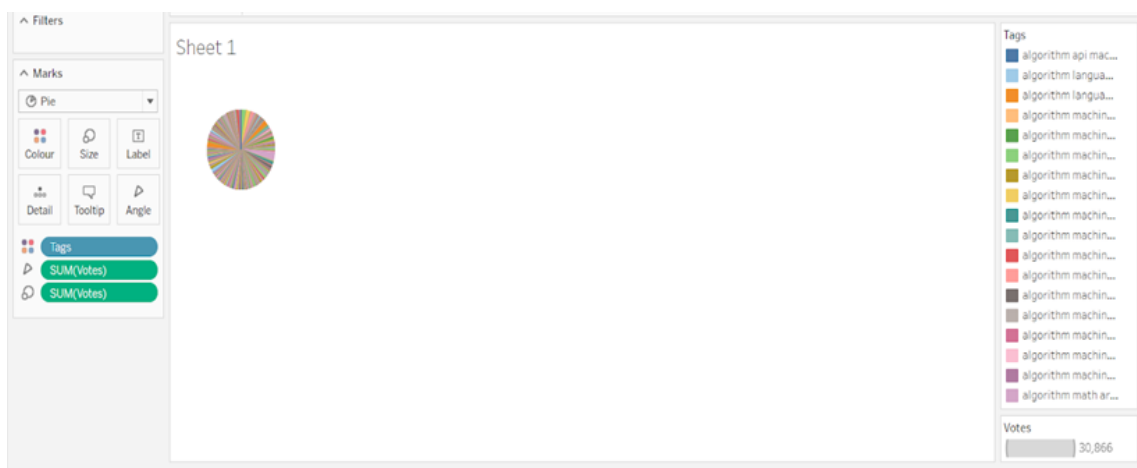 Filters
Marks
Pie
Colour Size Label
Detail Tooltip Angle
Tags
SUM(Votes)
SUM(Votes)
Sheet 1
Tags
algorithm api mac...
algorithm langua...
algorithm langua...
algorithm machin...
algorithm machin...
algorithm machin...
algorithm machin...
algorithm machin...
algorithm machin...
algorithm machin...
algorithm machin...
algorithm machin...
algorithm machin...
algorithm machin...
algorithm machin...
algorithm machin...
algorithm machin...
algorithm math ar...
Votes
30,866